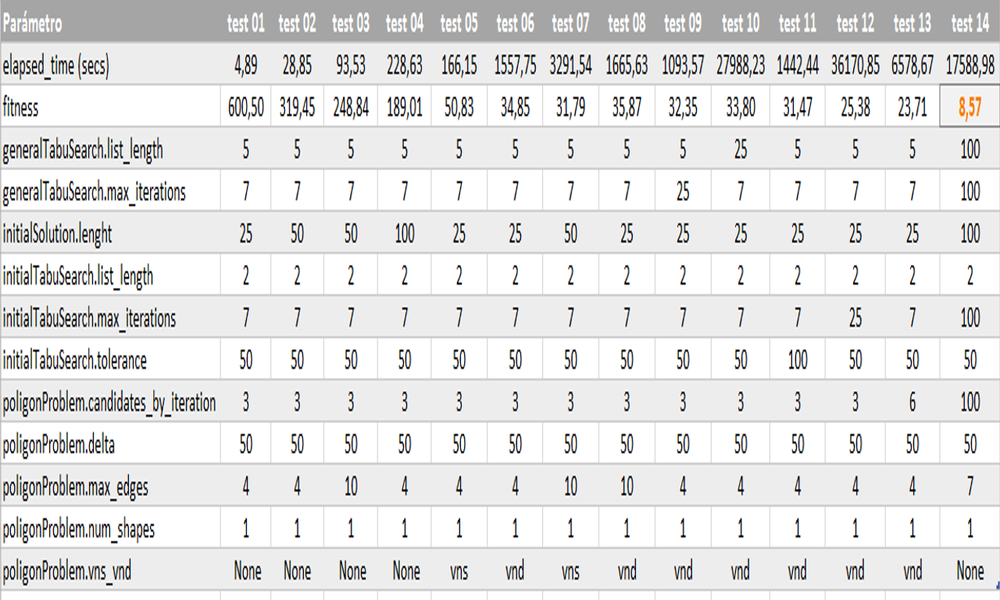 Parámetro test 01 test 02 test 03 test 04 test 05 test 06 test 07 test 08 test 09 test 10 test 11 test 12 test 13 test 14
elapsed_time (secs) 4,89 28,85 93,53 228,63 166,15 1557,75 3291,54 1665,63 1093,57 27988,23 1442,44 36170,85 6578,67 17588,98
fitness 600,50 319,45 248,84 189,01 50,83 34,85 31,79 35,87 32,35 33,80 31,47 25,38 23,71 8,57
generalTabuSearch.list_length 5 5 5 5 5 5 5 5 5 25 5 5 5 100
generalTabuSearch.max_iterations 7 7 7 7 7 7 7 7 25 7 7 7 7 100
initialSolution.lenght 25 50 50 100 25 25 50 25 25 25 25 25 25 100
initialTabuSearch.list_length 2 2 2 2 2 2 2 2 2 2 2 2 2 2
initialTabuSearch.max_iterations 7 7 7 7 7 7 7 7 7 7 7 25 7 100
initialTabuSearch.tolerance 50 50 50 50 50 50 50 50 50 50 100 50 50 50
poligonProblem.candidates_by_iteration 3 3 3 3 3 3 3 3 3 3 3 3 6 100
poligonProblem.delta 50 50 50 50 50 50 50 50 50 50 50 50 50 50
poligonProblem.max_edges 4 4 10 4 4 4 10 10 4 4 4 4 4 7
poligonProblem.num_shapes 1 1 1 1 1 1 1 1 1 1 1 1 1 1
poligonProblem.vns_vnd None None None None vns vnd vns vnd vnd vnd vnd vnd vnd None